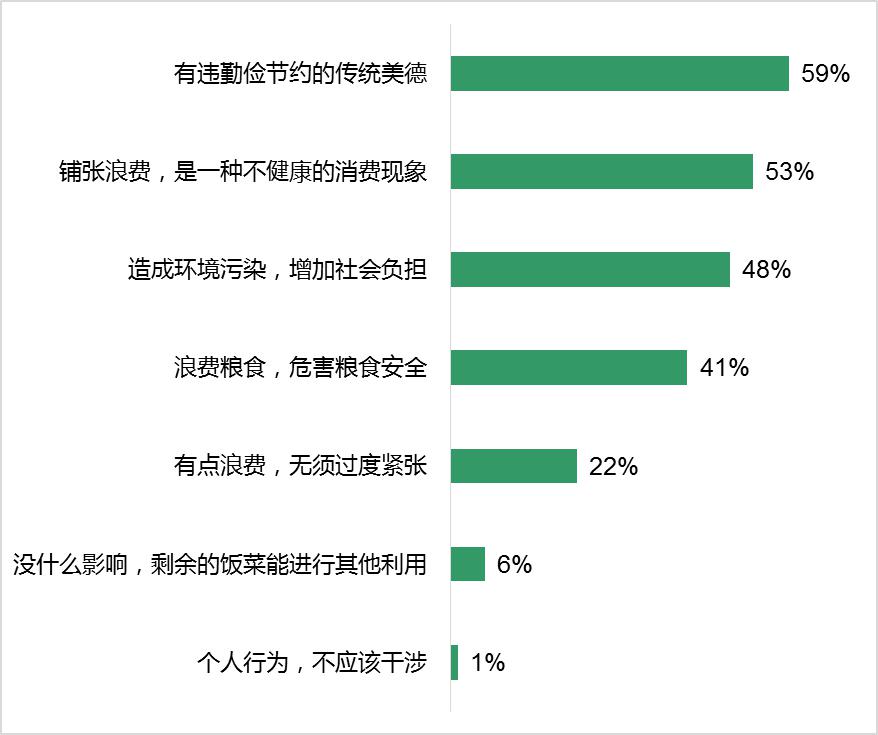 有违勤俭节约的传统美德 59%
铺张浪费，是一种不健康的消费现象 53%
造成环境污染，增加社会负担 48%
浪费粮食，危害粮食安全 41%
有点浪费，无须过度紧张 22%
没什么影响，剩余的饭菜能进行其他利用 6%
个人行为，不应该干涉 1%